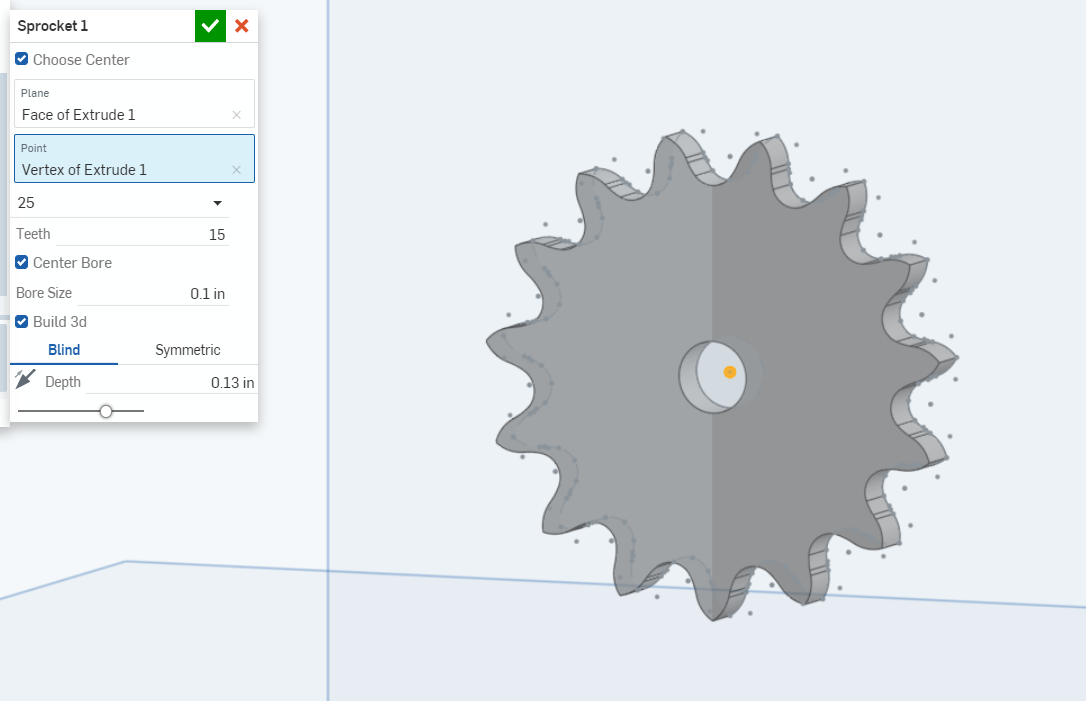 Sprocket 1
Choose Center
Plane
Face of Extrude 1
Point
Vertex of Extrude 1
25
Teeth 15
Center Bore
Bore Size 0.1 in
Build 3d
Blind Symmetric
Depth 0.13 in